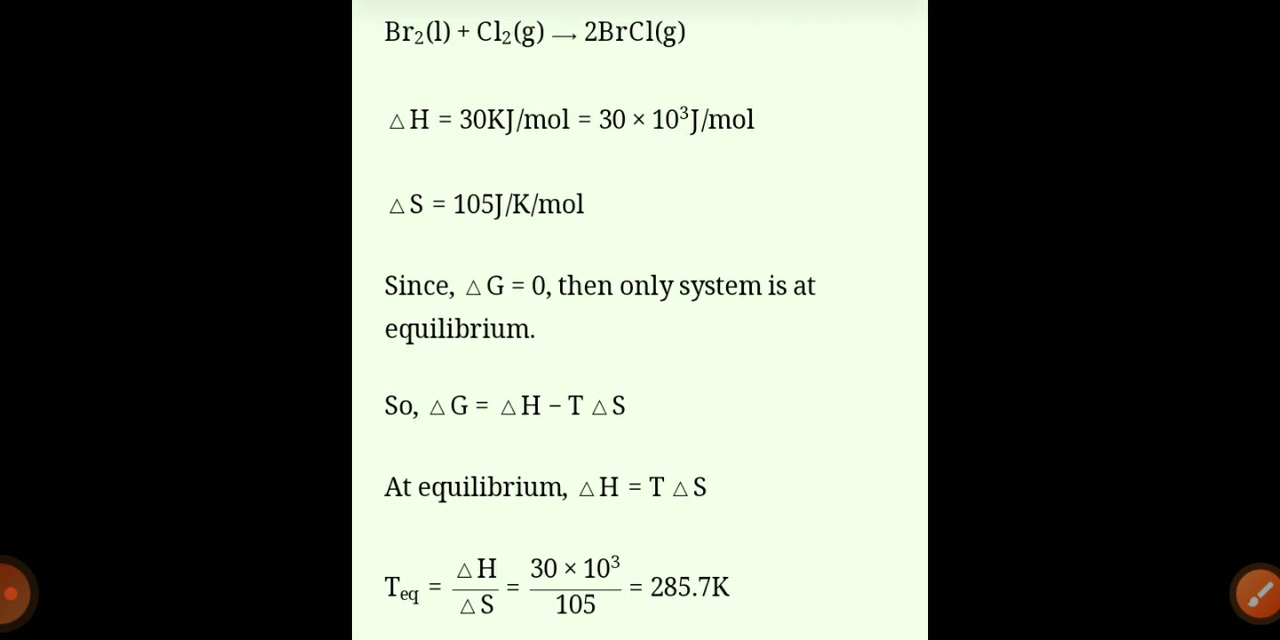 Br₂(l) + Cl₂(g) ⟶ 2BrCl(g)
△H = 30KJ/mol = 30 × 10³J/mol
△S = 105J/K/mol
Since, △G = 0, then only system is at
equilibrium.
So, △G = △H − T△S
At equilibrium, △H = T△S
T_eq = △H/△S = 30 × 10³/105 = 285.7K